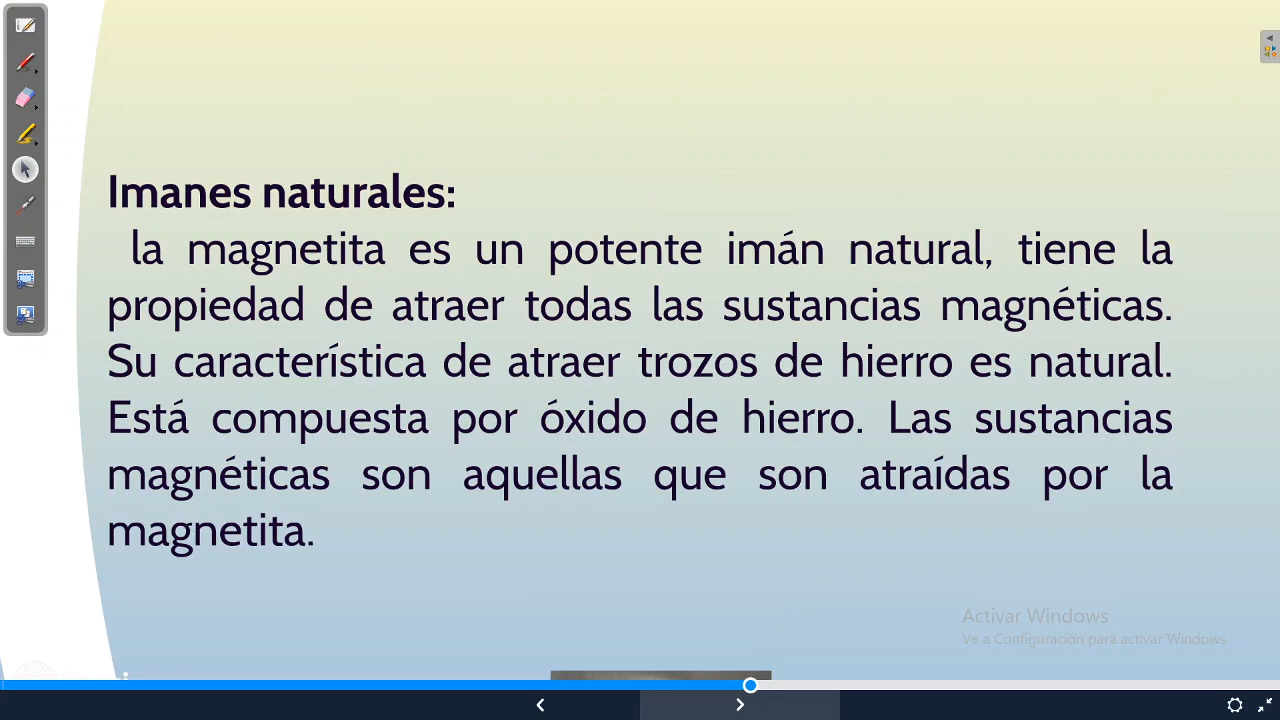 Imanes naturales:
la magnetita es un potente imán natural, tiene la
propiedad de atraer todas las sustancias magnéticas.
Su característica de atraer trozos de hierro es natural.
Está compuesta por óxido de hierro. Las sustancias
magnéticas son aquellas que son atraídas por la
magnetita.
Activar Windows
Ve a Configuración para activar Windows.